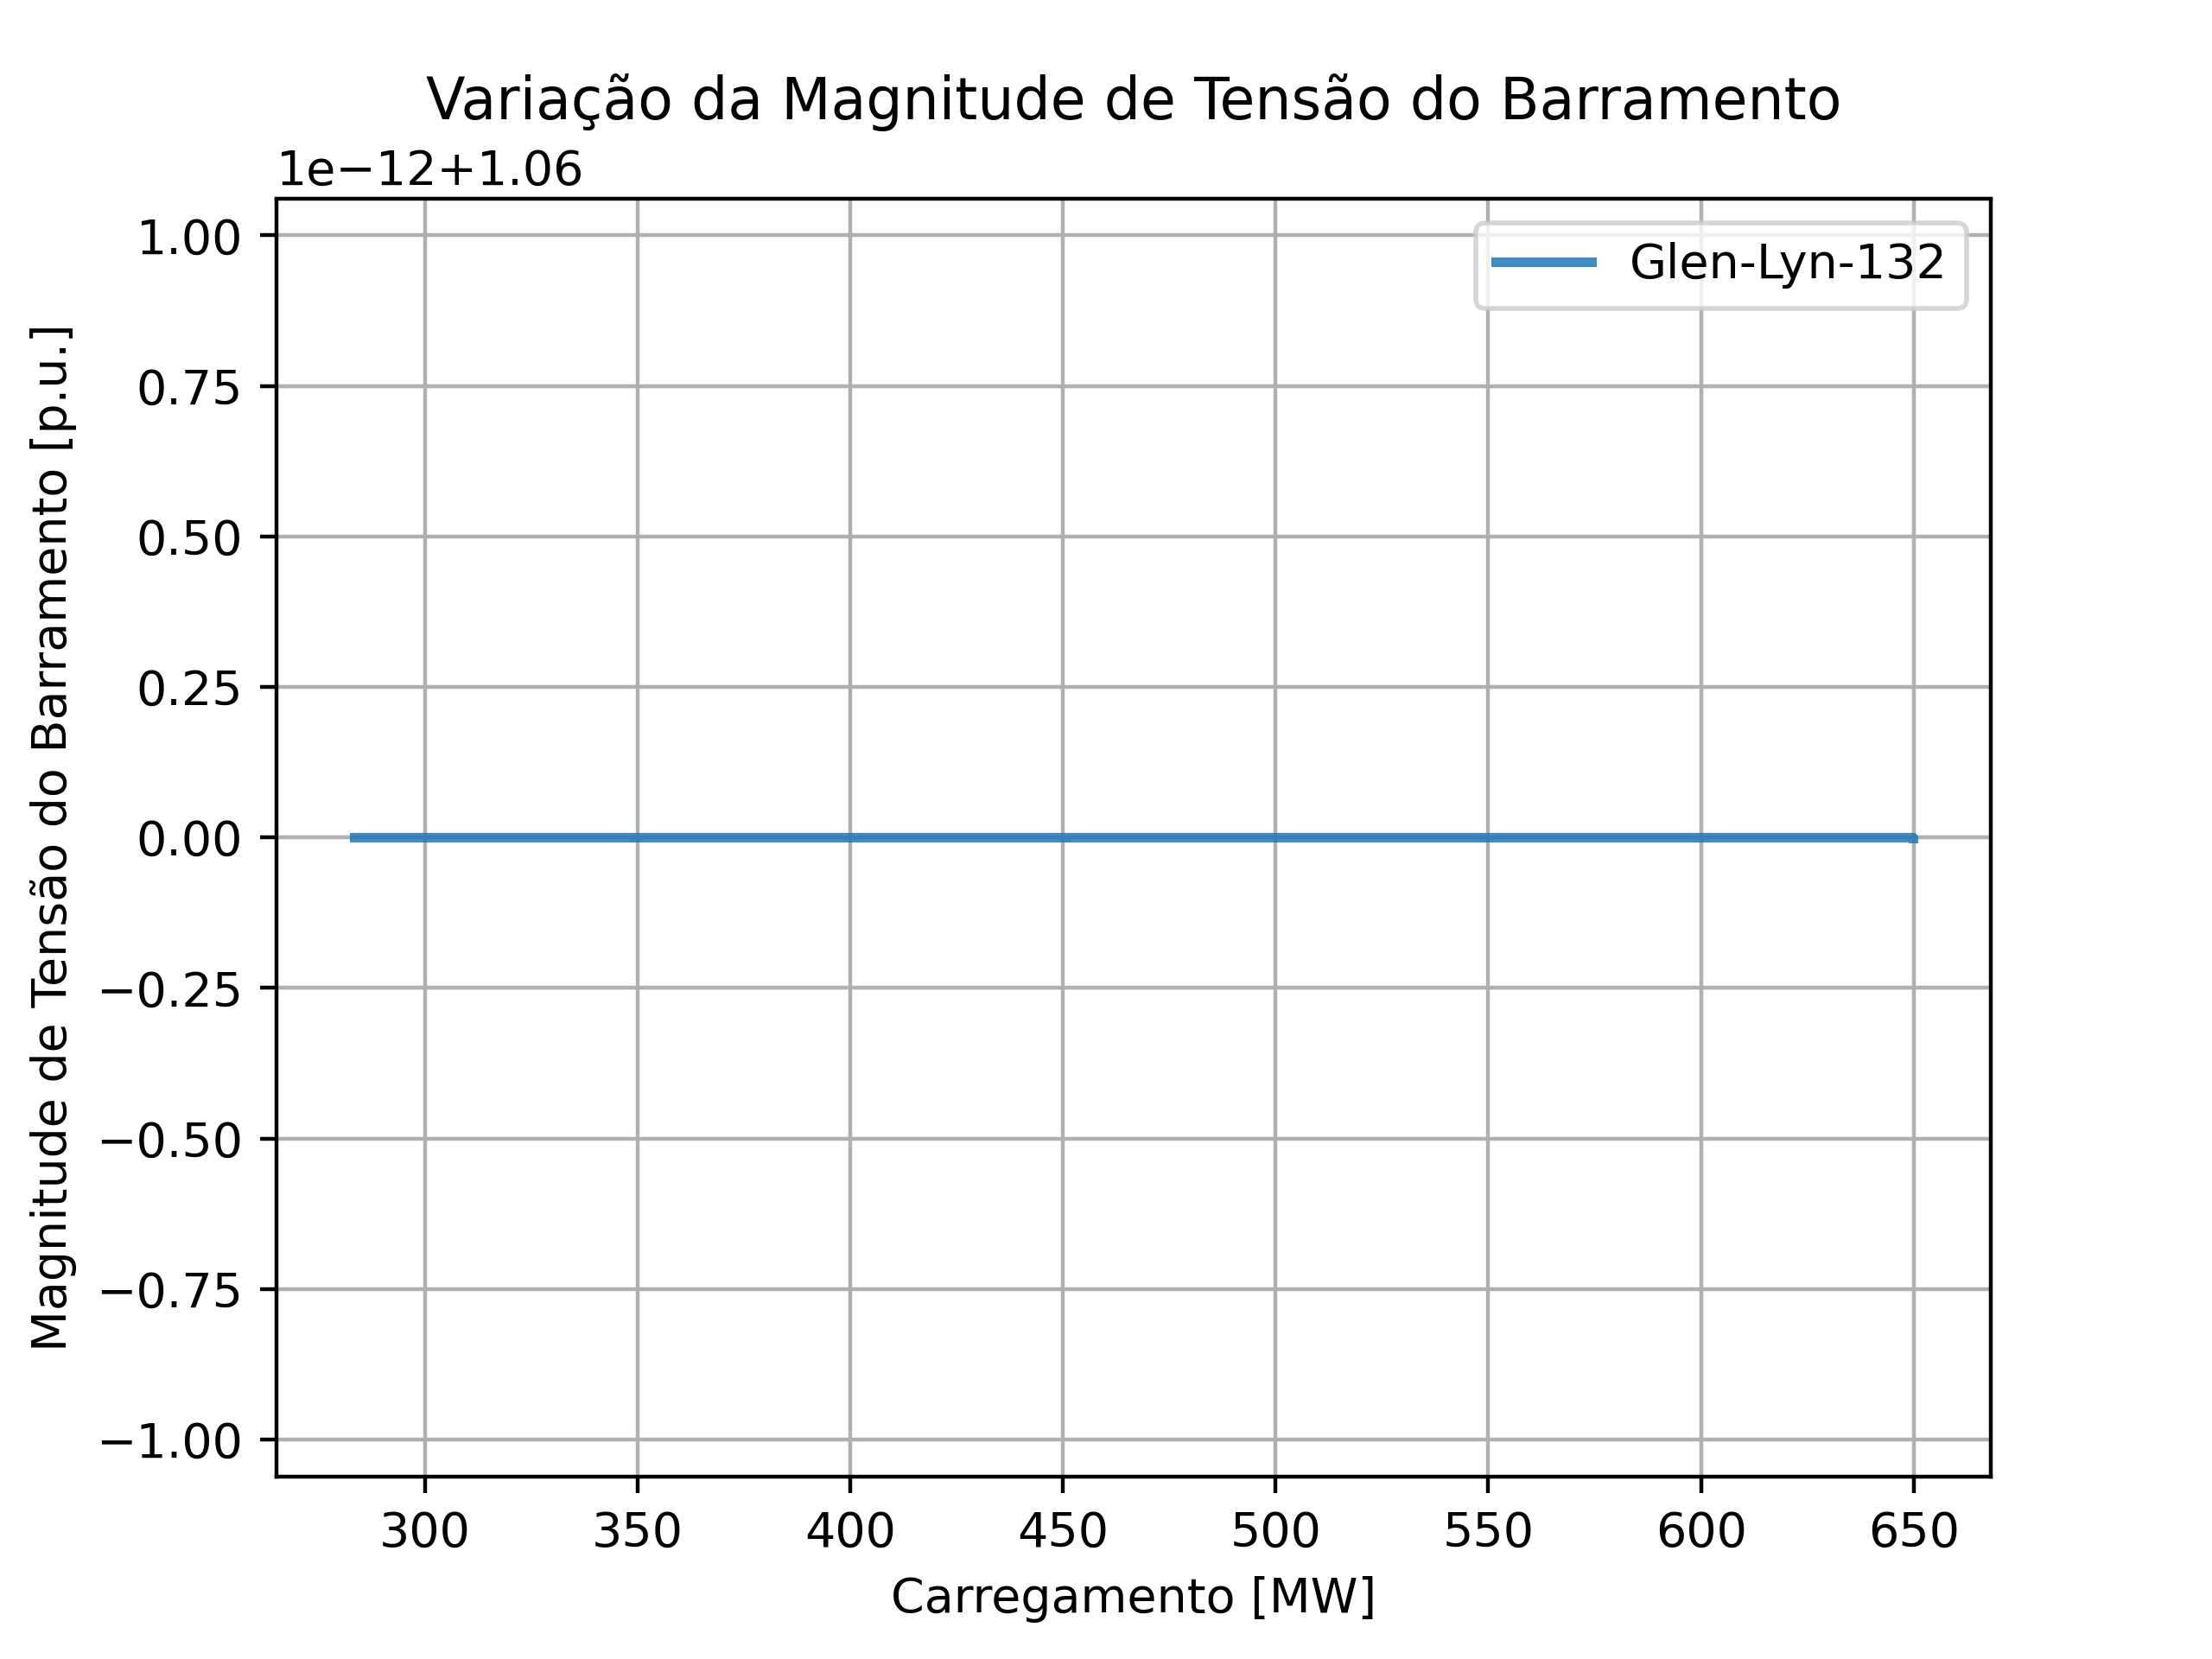 Variação da Magnitude de Tensão do Barramento
1e−12+1.06
Glen-Lyn-132
Magnitude de Tensão do Barramento [p.u.]
1.00
0.75
0.50
0.25
0.00
−0.25
−0.50
−0.75
−1.00
300 350 400 450 500 550 600 650
Carregamento [MW]